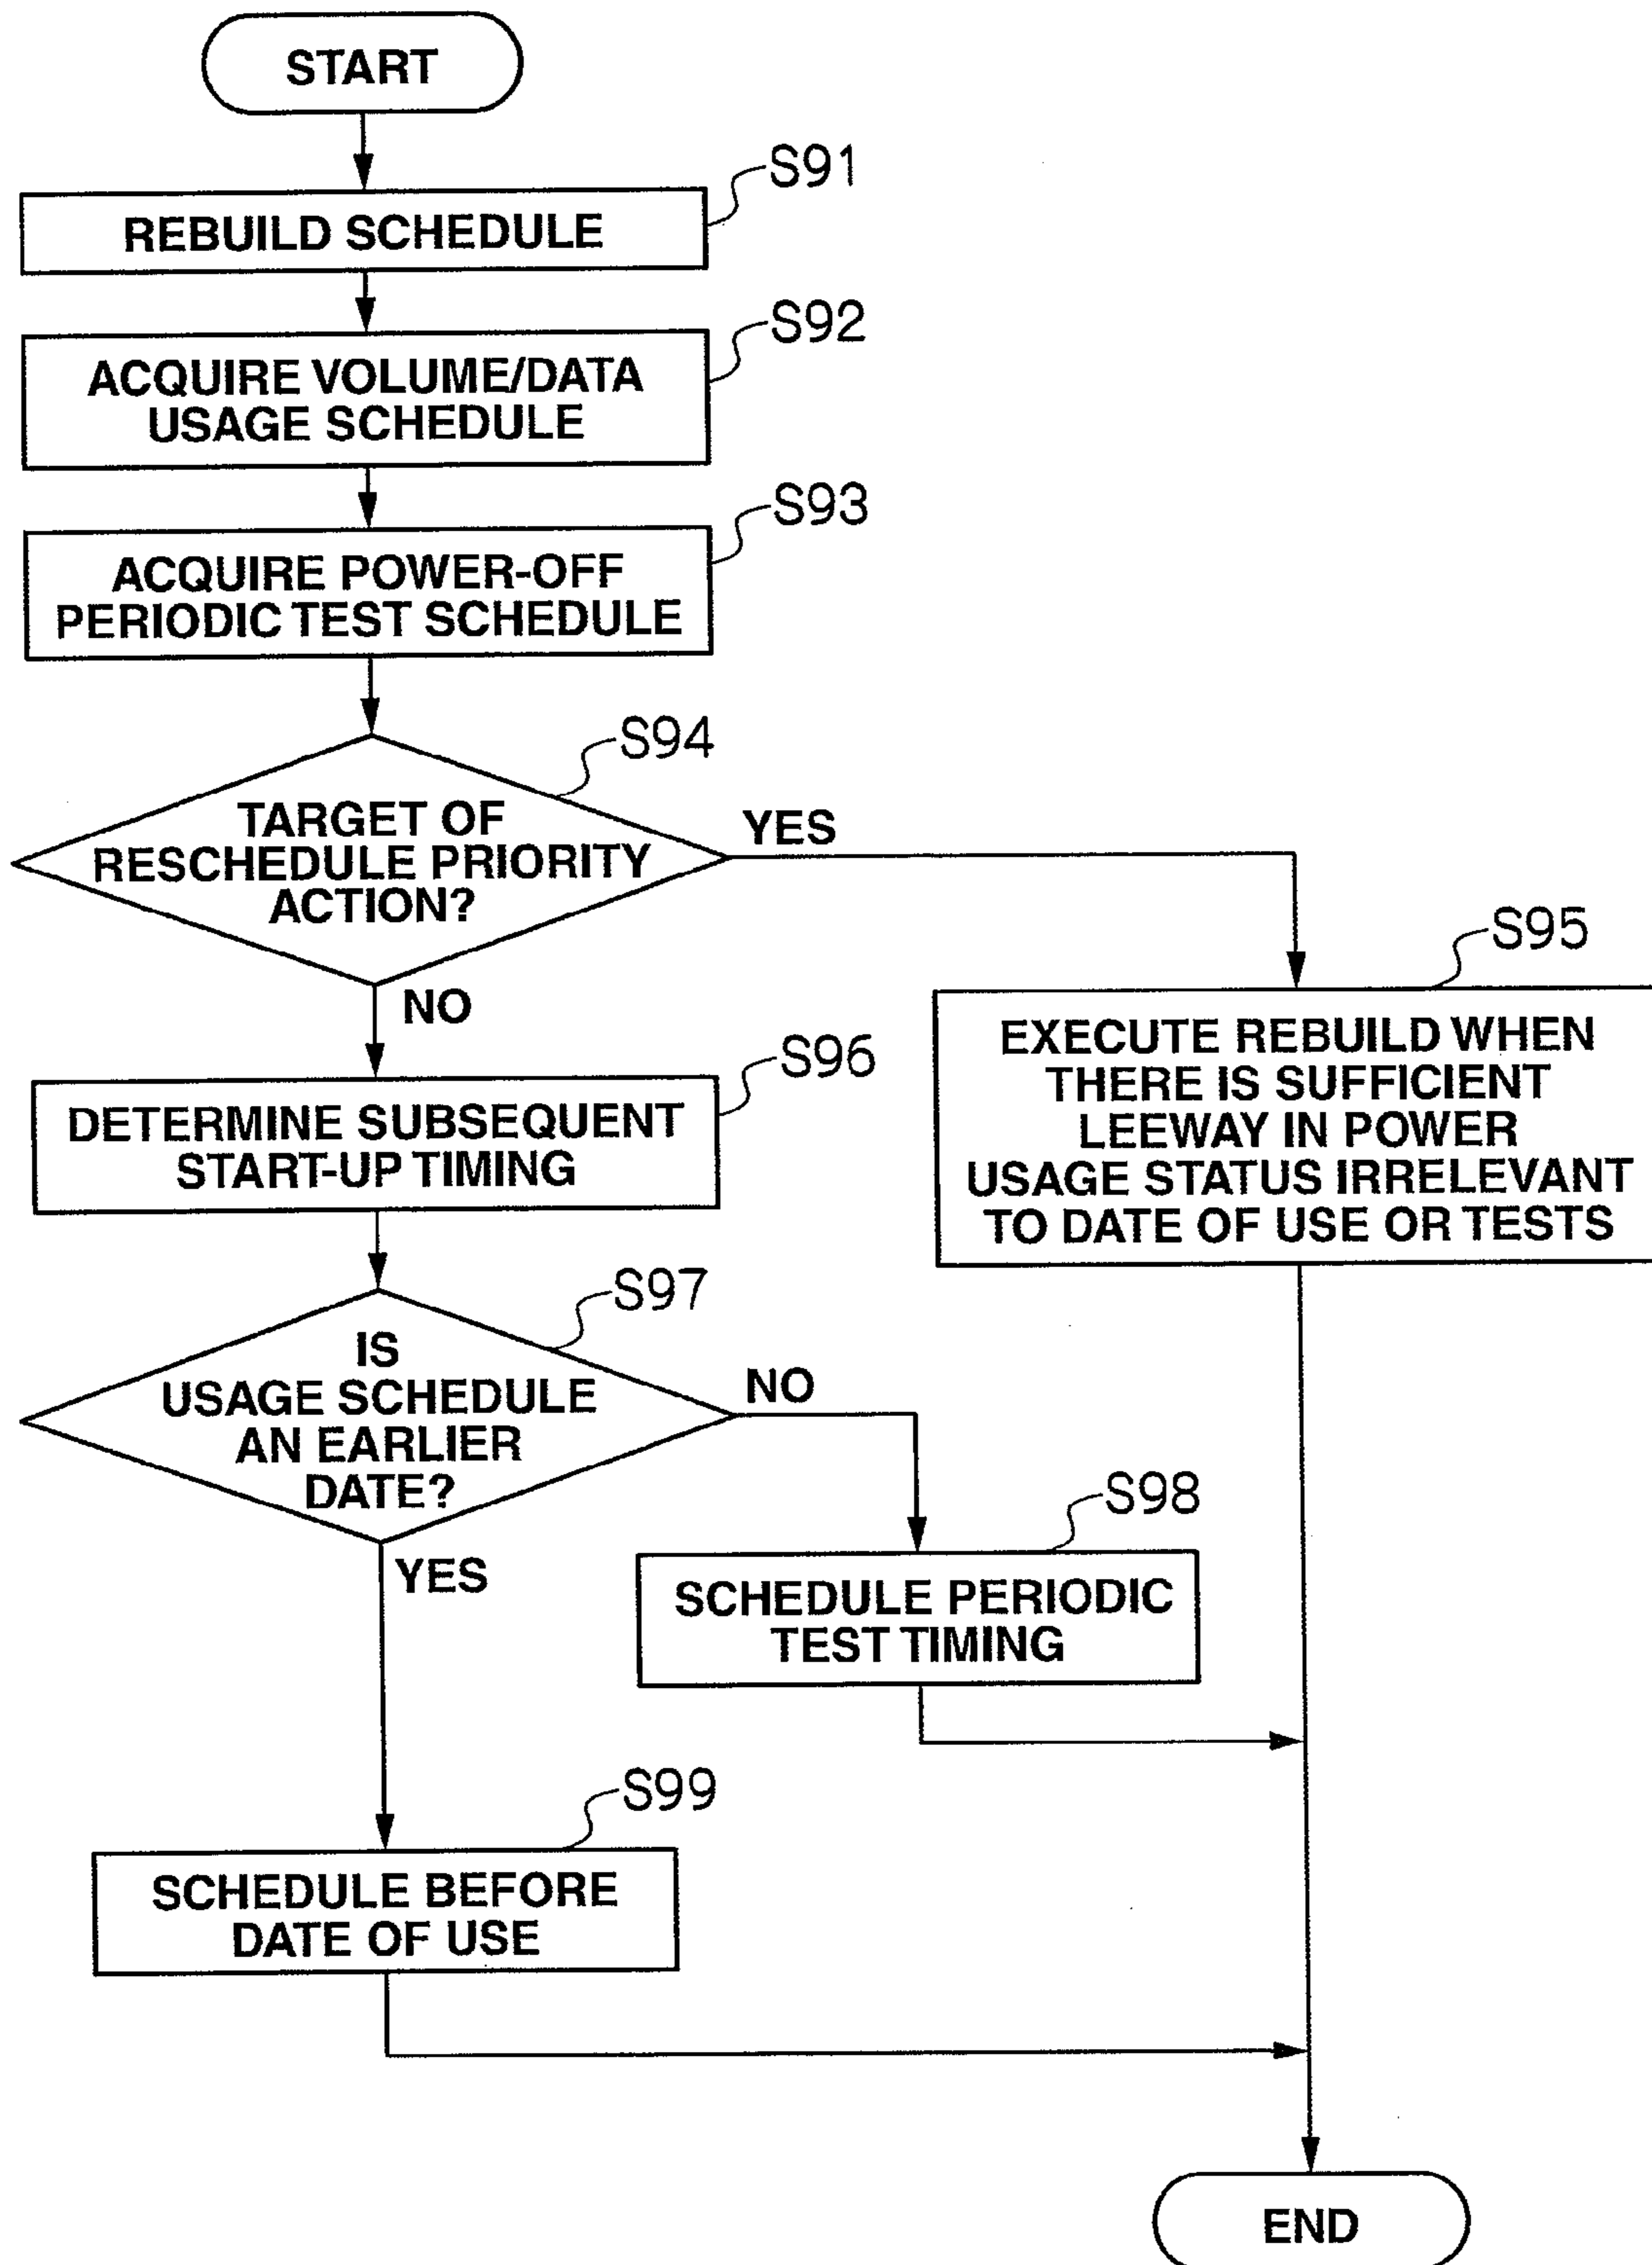 START
S91
REBUILD SCHEDULE
S92
ACQUIRE VOLUME/DATA
USAGE SCHEDULE
S93
ACQUIRE POWER-OFF
PERIODIC TEST SCHEDULE
S94
TARGET OF
RESCHEDULE PRIORITY
ACTION?
YES
NO
S95
EXECUTE REBUILD WHEN
THERE IS SUFFICIENT
LEEWAY IN POWER
USAGE STATUS IRRELEVANT
TO DATE OF USE OR TESTS
S96
DETERMINE SUBSEQUENT
START-UP TIMING
S97
IS
USAGE SCHEDULE
AN EARLIER
DATE?
NO
YES
S98
SCHEDULE PERIODIC
TEST TIMING
S99
SCHEDULE BEFORE
DATE OF USE
END